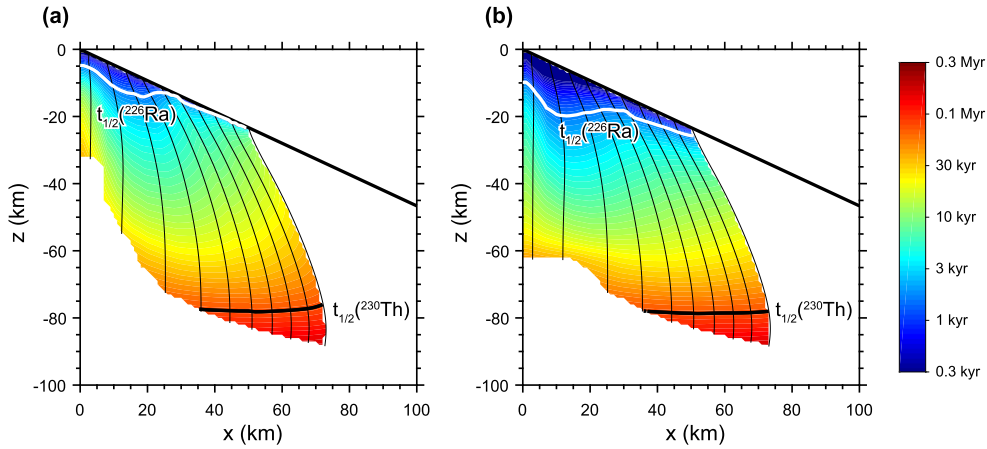 (a)
(b)
0
-20
-40
-60
-80
-100
z (km)
0 20 40 60 80 100
x (km)
t1/2(226Ra)
t1/2(230Th)
0
-20
-40
-60
-80
-100
z (km)
0 20 40 60 80 100
x (km)
t1/2(226Ra)
t1/2(230Th)
0.3 Myr
0.1 Myr
30 kyr
10 kyr
3 kyr
1 kyr
0.3 kyr